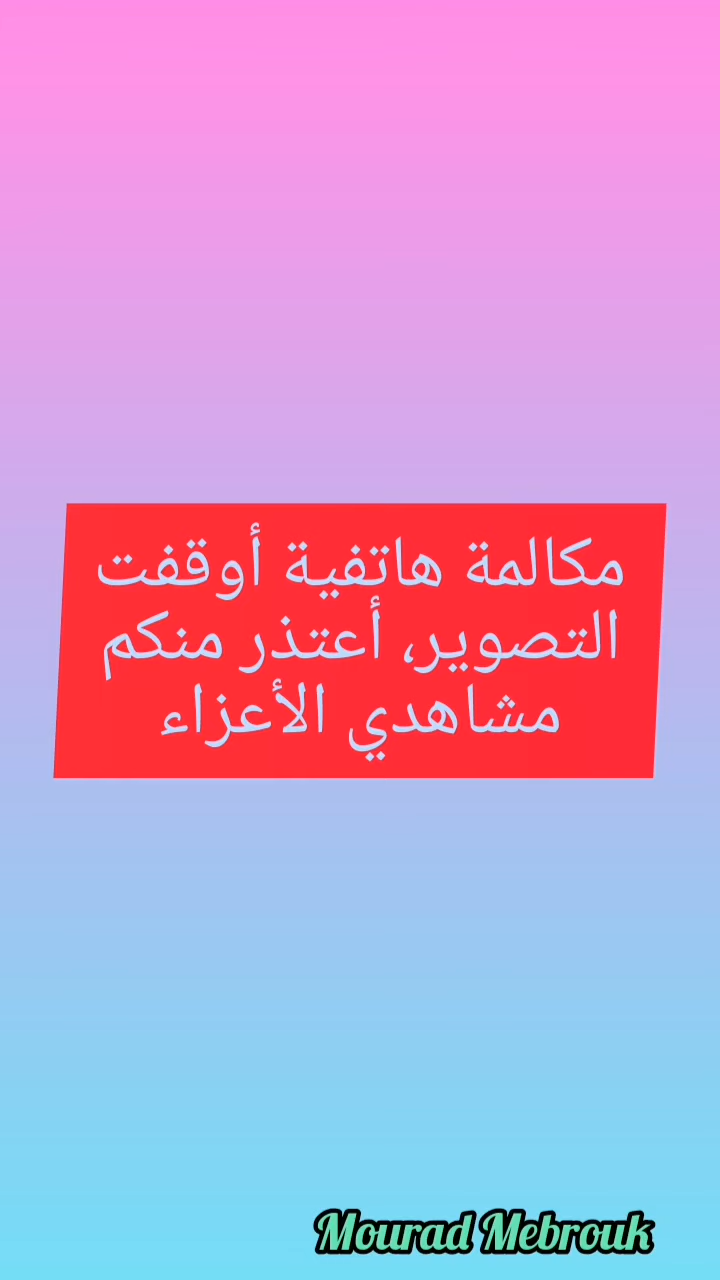 مكالمة هاتفية أوقفت
التصوير، أعتذر منكم
مشاهدي الأعزاء
Mourad Mebrouk